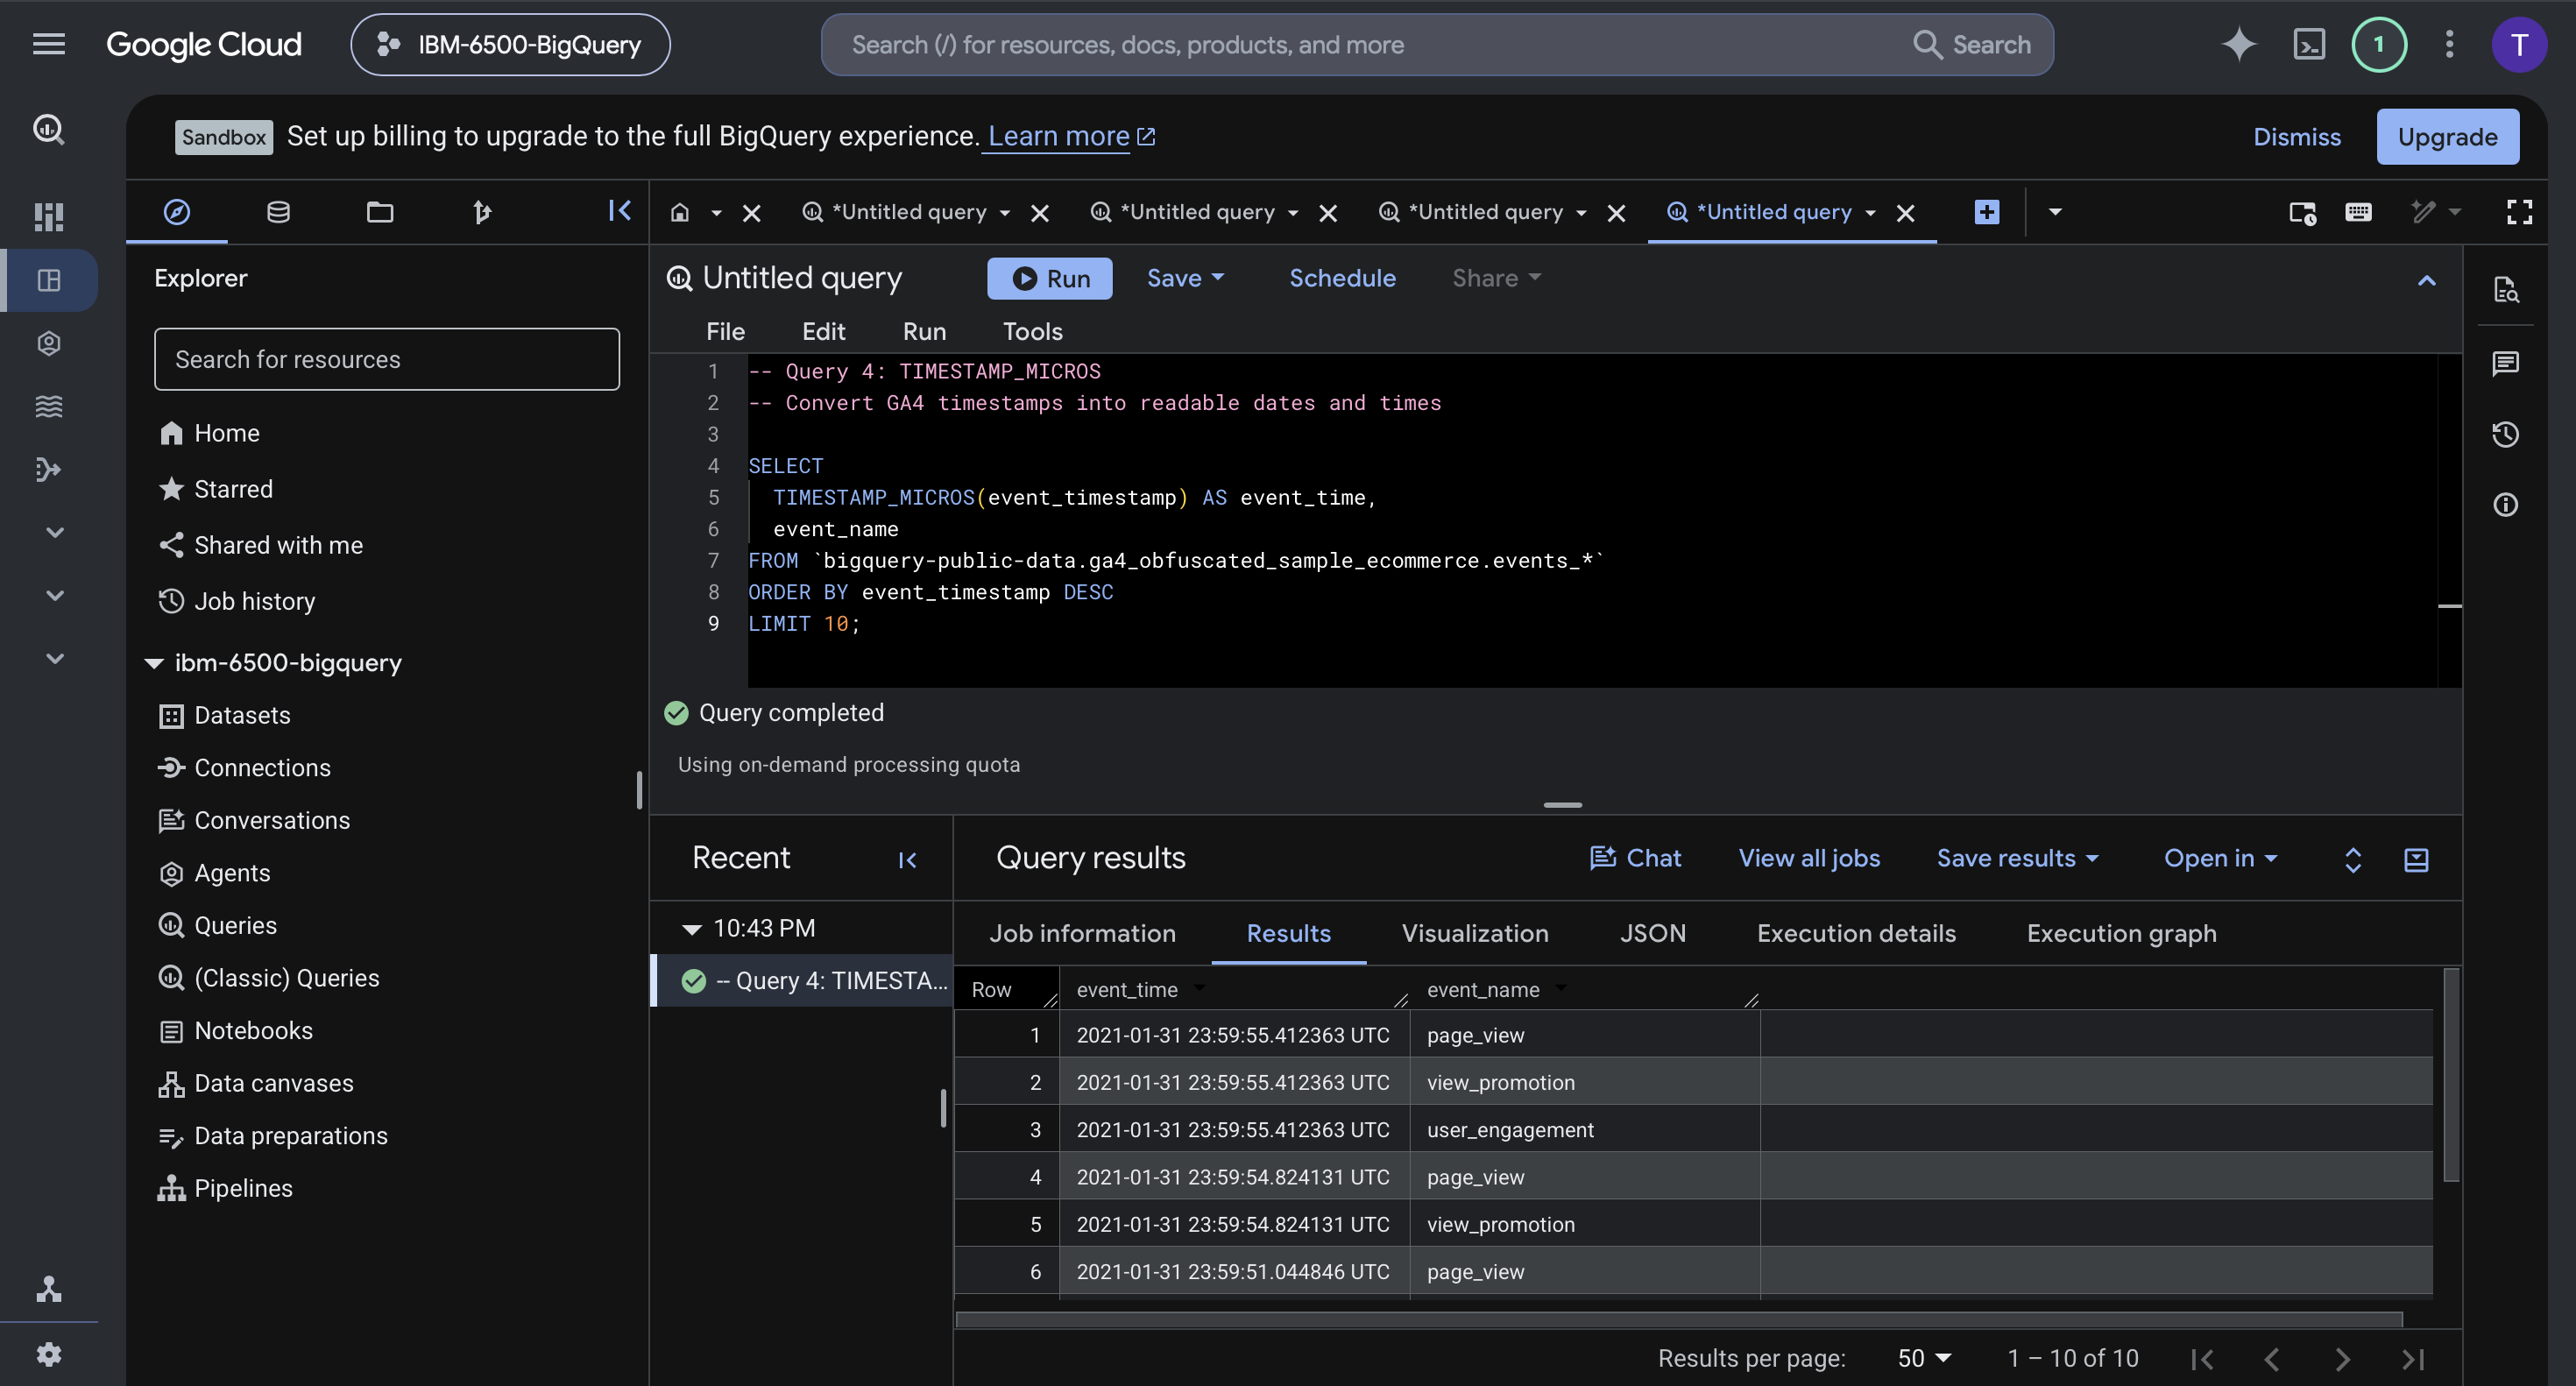 Google Cloud
IBM-6500-BigQuery
Search (/) for resources, docs, products, and more
Search
1
T
Sandbox
Set up billing to upgrade to the full BigQuery experience. Learn more
Dismiss
Upgrade
*Untitled query
*Untitled query
*Untitled query
*Untitled query
Explorer
Search for resources
Home
Starred
Shared with me
Job history
ibm-6500-bigquery
Datasets
Connections
Conversations
Agents
Queries
(Classic) Queries
Notebooks
Data canvases
Data preparations
Pipelines
Untitled query
Run
Save
Schedule
Share
File Edit Run Tools
1 -- Query 4: TIMESTAMP_MICROS
2 -- Convert GA4 timestamps into readable dates and times
3
4 SELECT
5 TIMESTAMP_MICROS(event_timestamp) AS event_time,
6 event_name
7 FROM `bigquery-public-data.ga4_obfuscated_sample_ecommerce.events_*`
8 ORDER BY event_timestamp DESC
9 LIMIT 10;
Query completed
Using on-demand processing quota
Recent
10:43 PM
-- Query 4: TIMESTA...
Query results
Chat
View all jobs
Save results
Open in
Job information Results Visualization JSON Execution details Execution graph
Row event_time event_name
1 2021-01-31 23:59:55.412363 UTC page_view
2 2021-01-31 23:59:55.412363 UTC view_promotion
3 2021-01-31 23:59:55.412363 UTC user_engagement
4 2021-01-31 23:59:54.824131 UTC page_view
5 2021-01-31 23:59:54.824131 UTC view_promotion
6 2021-01-31 23:59:51.044846 UTC page_view
Results per page: 50 1 – 10 of 10